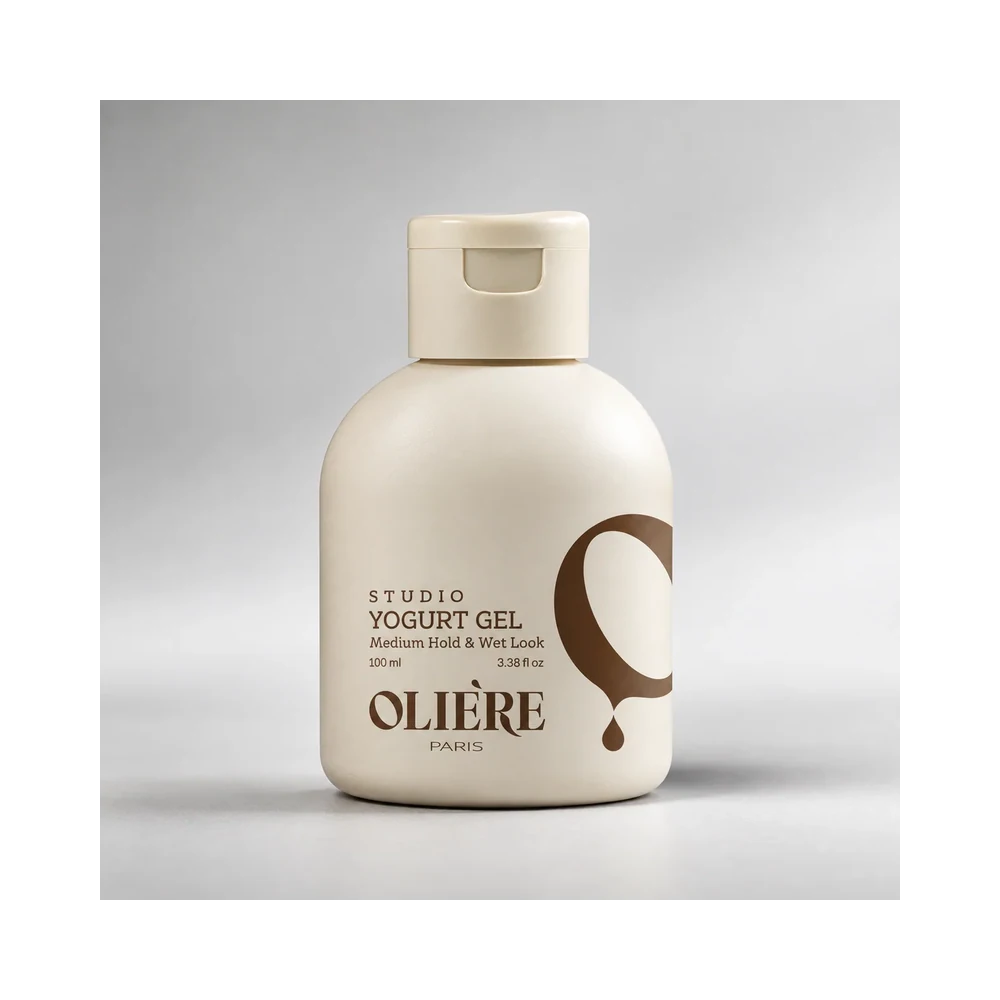 STUDIO
YOGURT GEL
Medium Hold & Wet Look
100 ml 3.38 fl oz
OLIÈRE
PARIS